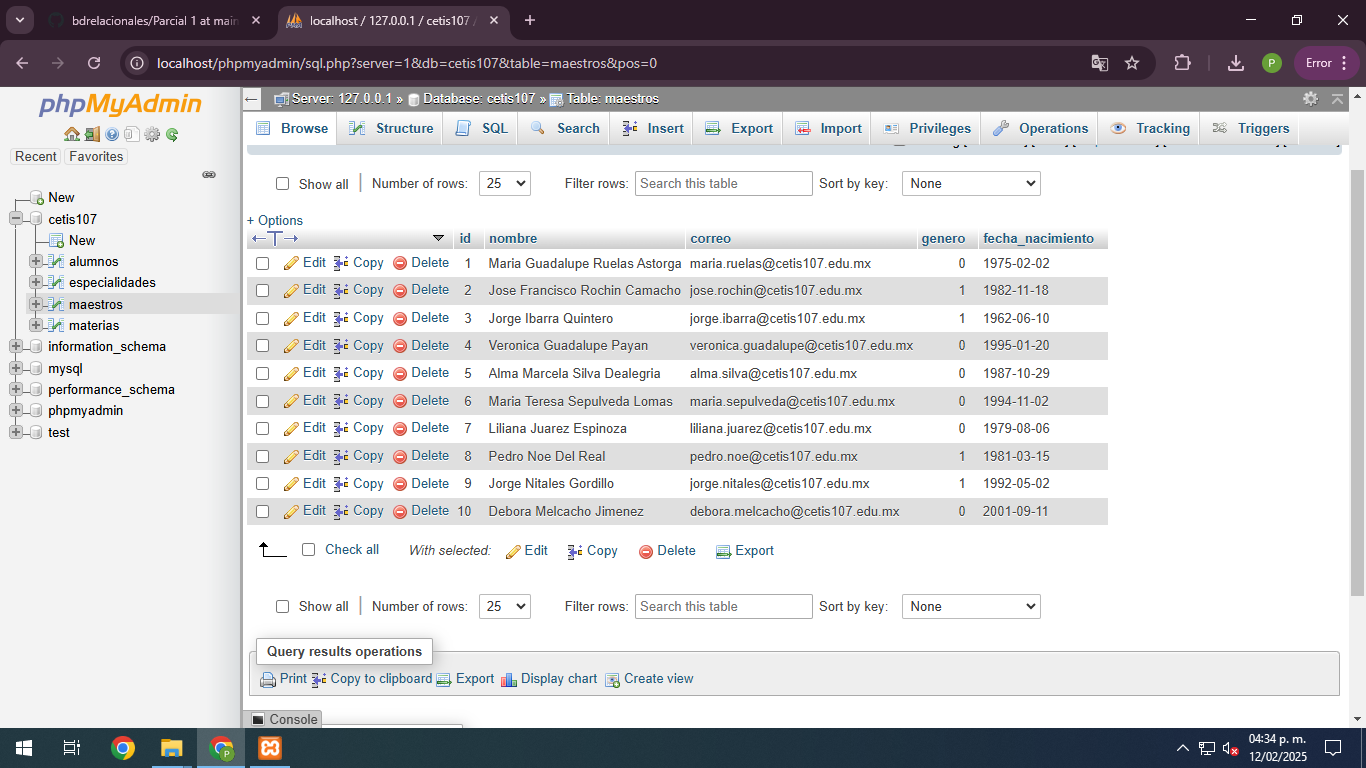 bdrelacionales/Parcial 1 at main
localhost / 127.0.0.1 / cetis107 /
localhost/phpmyadmin/sql.php?server=1&db=cetis107&table=maestros&pos=0
P
Error
phpMyAdmin
Recent
Favorites
New
cetis107
New
alumnos
especialidades
maestros
materias
information_schema
mysql
performance_schema
phpmyadmin
test
Server: 127.0.0.1 » Database: cetis107 » Table: maestros
Browse Structure SQL Search Insert Export Import Privileges Operations Tracking Triggers
Show all Number of rows: 25 Filter rows: Search this table Sort by key: None
+ Options
id nombre correo genero fecha_nacimiento
Edit Copy Delete 1 Maria Guadalupe Ruelas Astorga maria.ruelas@cetis107.edu.mx 0 1975-02-02
Edit Copy Delete 2 Jose Francisco Rochin Camacho jose.rochin@cetis107.edu.mx 1 1982-11-18
Edit Copy Delete 3 Jorge Ibarra Quintero jorge.ibarra@cetis107.edu.mx 1 1962-06-10
Edit Copy Delete 4 Veronica Guadalupe Payan veronica.guadalupe@cetis107.edu.mx 0 1995-01-20
Edit Copy Delete 5 Alma Marcela Silva Dealegria alma.silva@cetis107.edu.mx 0 1987-10-29
Edit Copy Delete 6 Maria Teresa Sepulveda Lomas maria.sepulveda@cetis107.edu.mx 0 1994-11-02
Edit Copy Delete 7 Liliana Juarez Espinoza liliana.juarez@cetis107.edu.mx 0 1979-08-06
Edit Copy Delete 8 Pedro Noe Del Real pedro.noe@cetis107.edu.mx 1 1981-03-15
Edit Copy Delete 9 Jorge Nitales Gordillo jorge.nitales@cetis107.edu.mx 1 1992-05-02
Edit Copy Delete 10 Debora Melcacho Jimenez debora.melcacho@cetis107.edu.mx 0 2001-09-11
Check all With selected: Edit Copy Delete Export
Show all Number of rows: 25 Filter rows: Search this table Sort by key: None
Query results operations
Print Copy to clipboard Export Display chart Create view
Console
04:34 p. m.
12/02/2025